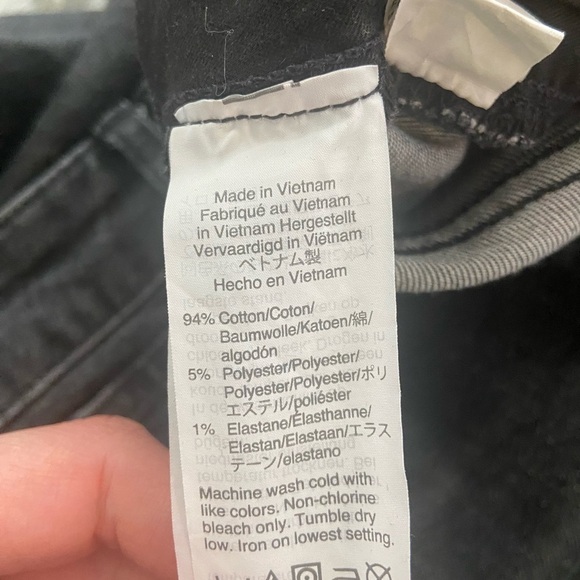 Made in Vietnam
Fabriqué au Vietnam
in Vietnam Hergestellt
Vervaardigd in Viëtnam
ベトナム製
Hecho en Vietnam
94% Cotton/Coton/
Baumwolle/Katoen/綿/
algodón
5% Polyester/Polyester/
Polyester/Polyester/ポリ
エステル/poliéster
1% Elastane/Élasthanne/
Elastan/Elastaan/エラス
テーン/elastano
Machine wash cold with
like colors. Non-chlorine
bleach only. Tumble dry
low. Iron on lowest setting.